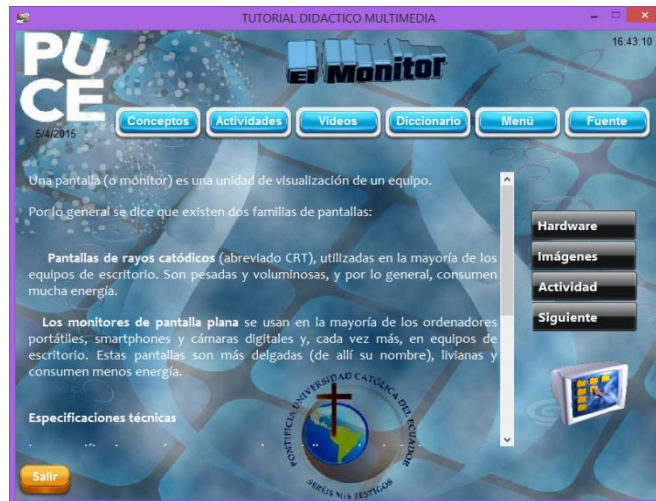 TUTORIAL DIDACTICO MULTIMEDIA
PUCE
El Monitor
16:43:10
5/4/2015
Conceptos
Actividades
Videos
Diccionario
Menú
Fuente
Una pantalla (o monitor) es una unidad de visualización de un equipo.
Por lo general se dice que existen dos familias de pantallas:
Pantallas de rayos catódicos (abreviado CRT), utilizadas en la mayoría de los
equipos de escritorio. Son pesadas y voluminosas, y por lo general, consumen
mucha energía.
Los monitores de pantalla plana se usan en la mayoría de los ordenadores
portátiles, smartphones y cámaras digitales y, cada vez más, en equipos de
escritorio. Estas pantallas son más delgadas (de allí su nombre), livianas y
consumen menos energía.
Especificaciones técnicas
Hardware
Imágenes
Actividad
Siguiente
PONTIFICIA UNIVERSIDAD CATÓLICA DEL ECUADOR
SEREIS MIS TESTIGOS
Salir